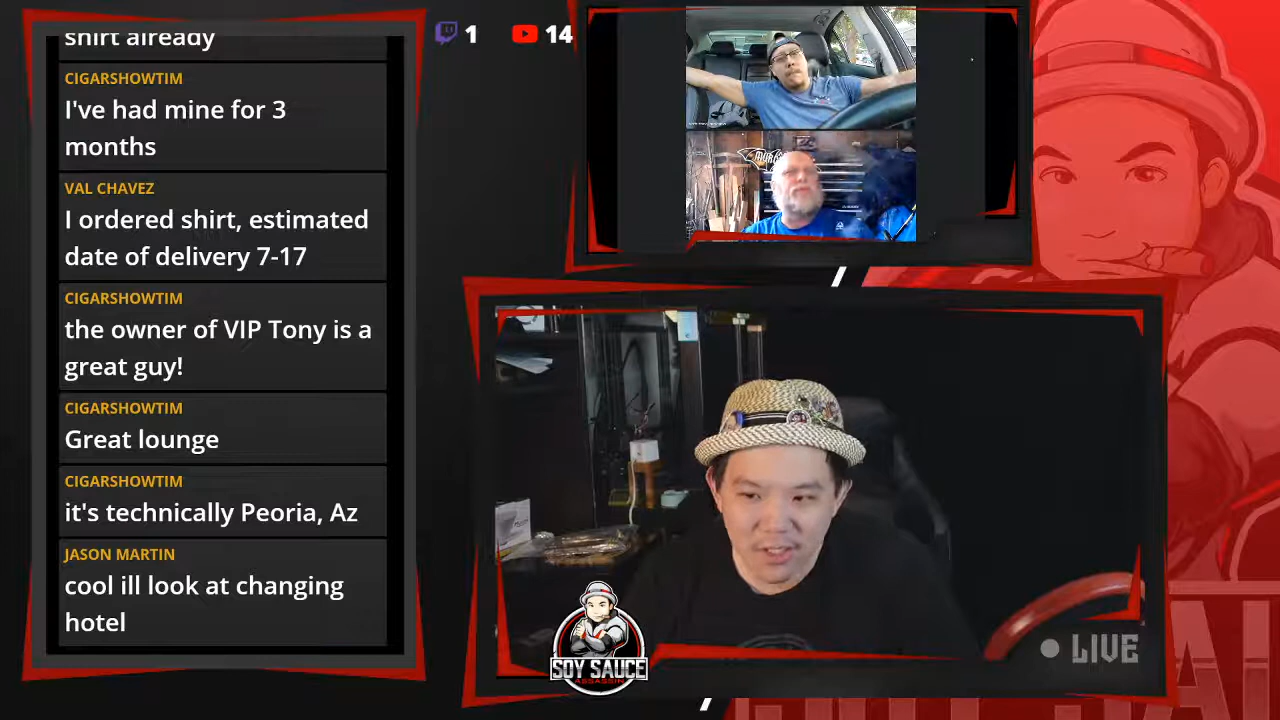 shirt already
CIGARSHOWTIM
I've had mine for 3
months
VAL CHAVEZ
I ordered shirt, estimated
date of delivery 7-17
CIGARSHOWTIM
the owner of VIP Tony is a
great guy!
CIGARSHOWTIM
Great lounge
CIGARSHOWTIM
it's technically Peoria, Az
JASON MARTIN
cool ill look at changing
hotel
1
14
SOY SAUCE
ASSASSIN
LIVE